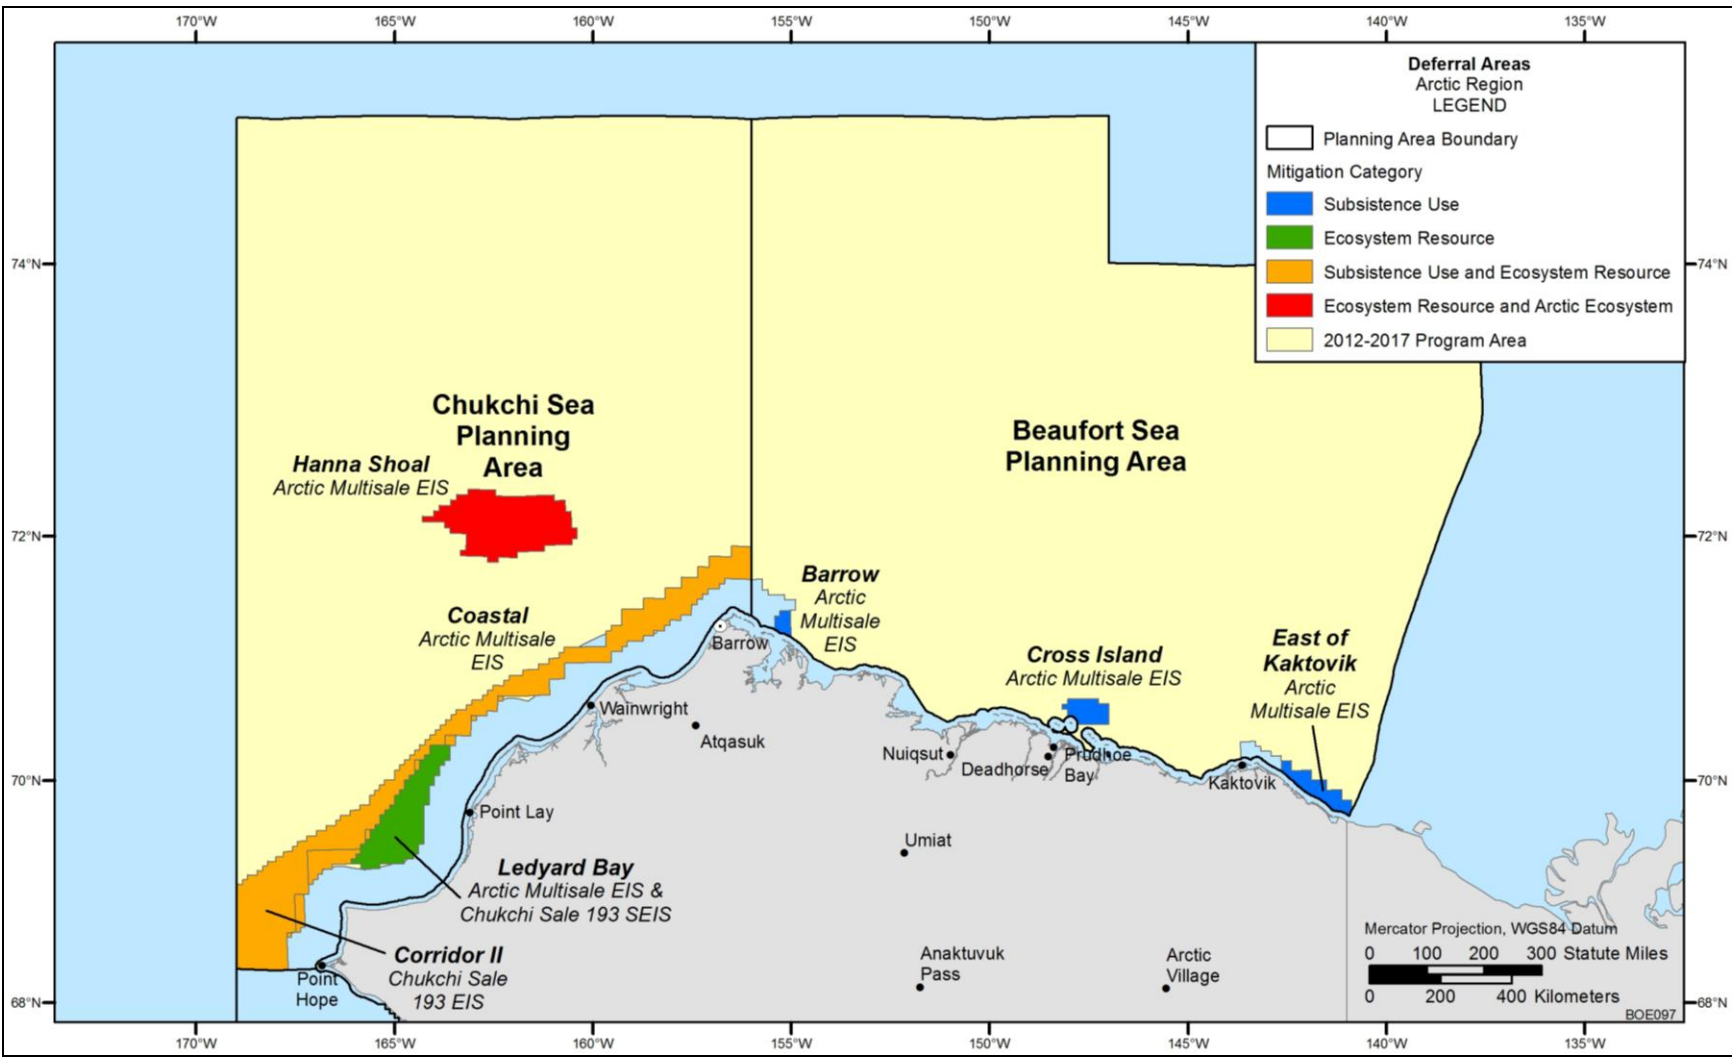 170°W
165°W
160°W
155°W
150°W
145°W
140°W
135°W
Deferral Areas
Arctic Region
LEGEND
Planning Area Boundary
Mitigation Category
Subsistence Use
Ecosystem Resource
Subsistence Use and Ecosystem Resource
Ecosystem Resource and Arctic Ecosystem
2012-2017 Program Area
74°N
74°N
Chukchi Sea
Planning
Area
Beaufort Sea
Planning Area
Hanna Shoal
Arctic Multisale EIS
72°N
72°N
Barrow
Arctic
Multisale
EIS
Coastal
Arctic Multisale
EIS
Barrow
Cross Island
Arctic Multisale EIS
East of
Kaktovik
Arctic
Multisale EIS
Wainwright
Atqasuk
Nuiqsut
Deadhorse
Prudhoe
Bay
Kaktovik
70°N
70°N
Point Lay
Umiat
Ledyard Bay
Arctic Multisale EIS &
Chukchi Sale 193 SEIS
Corridor II
Chukchi Sale
193 EIS
Point
Hope
Anaktuvuk
Pass
Arctic
Village
Mercator Projection, WGS84 Datum
0 100 200 300 Statute Miles
0 200 400 Kilometers
BOE097
68°N
68°N
170°W
165°W
160°W
155°W
150°W
145°W
140°W
135°W